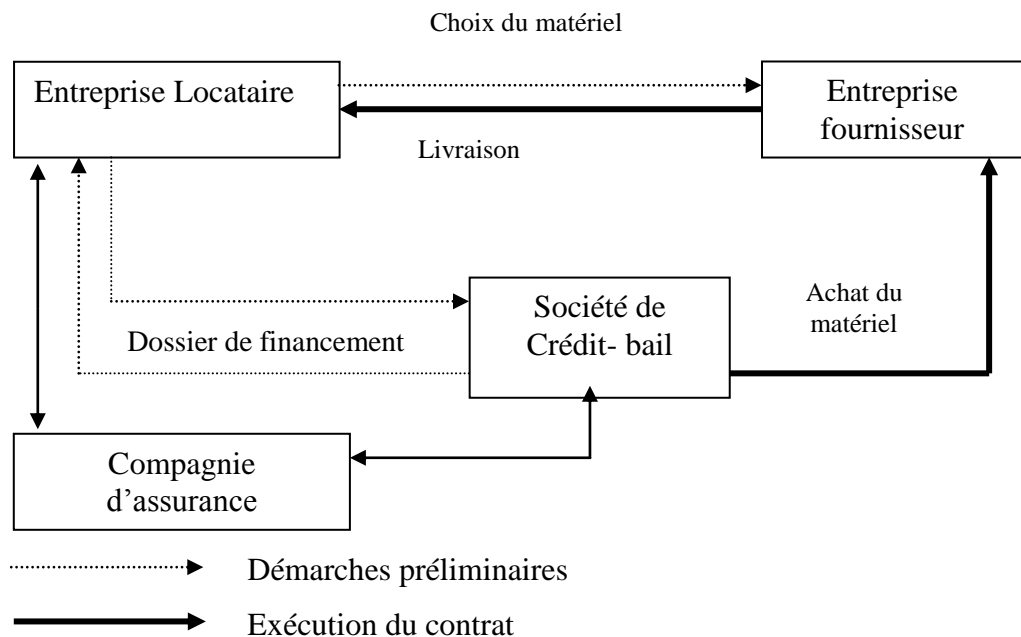 Choix du matériel
Entreprise Locataire
Entreprise
fournisseur
Livraison
Société de
Crédit- bail
Achat du
matériel
Dossier de financement
Compagnie
d’assurance
Démarches préliminaires
Exécution du contrat